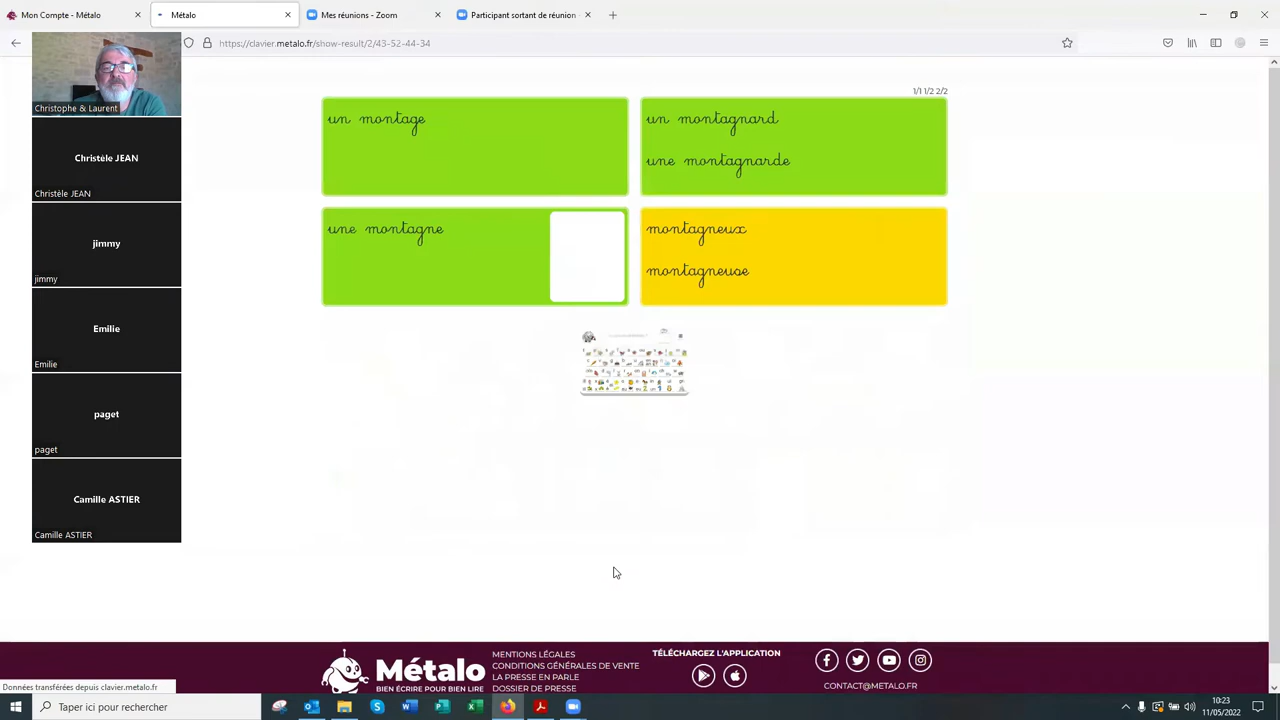 Mon Compte - Métalo
Métalo
Mes réunions - Zoom
Participant sortant de réunion
https://clavier.metalo.fr/show-result/2/43-52-44-34
Christophe & Laurent
Christèle JEAN
Christèle JEAN
jimmy
jimmy
Emilie
Emilie
paget
paget
Camille ASTIER
Camille ASTIER
1/1 1/2 2/2
un montage
un montagnard
une montagnarde
une montagne
montagneux
montagneuse
Métalo
BIEN ÉCRIRE POUR BIEN LIRE
MENTIONS LÉGALES
CONDITIONS GÉNÉRALES DE VENTE
LA PRESSE EN PARLE
DOSSIER DE PRESSE
TÉLÉCHARGEZ L'APPLICATION
CONTACT@METALO.FR
Données transférées depuis clavier.metalo.fr
Taper ici pour rechercher
10:23
11/05/2022